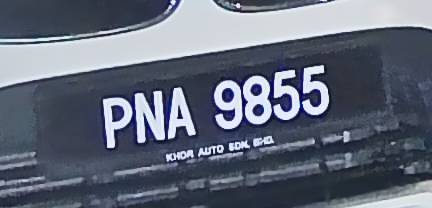 PNA 9855
KHOR AUTO SDN. BHD.